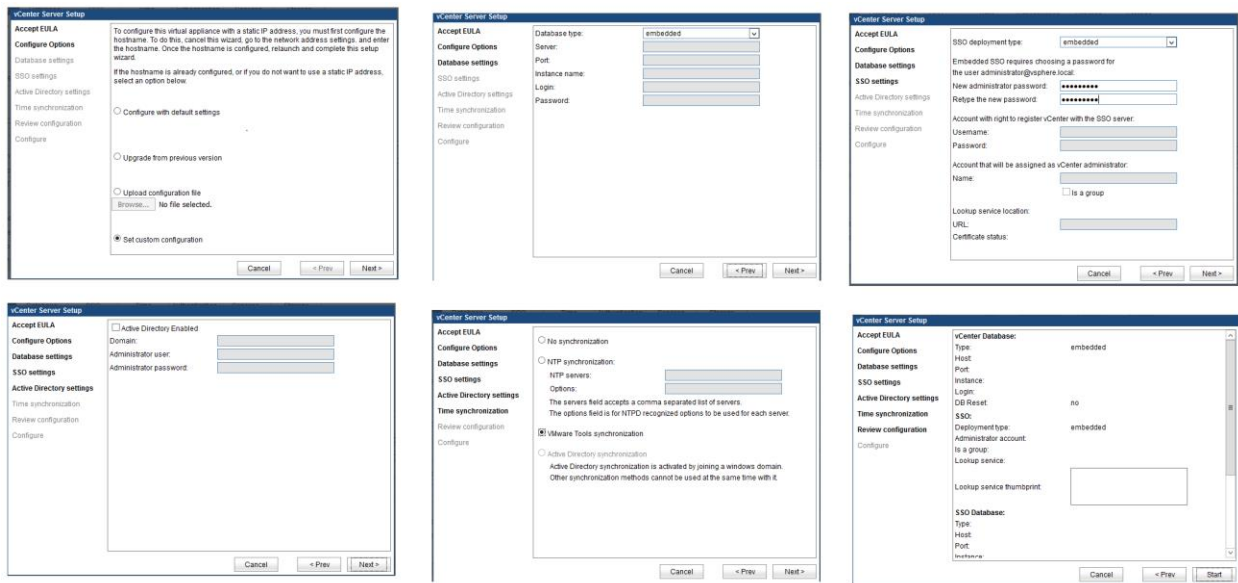 vCenter Server Setup
Accept EULA
Configure Options
Database settings
SSO settings
Active Directory settings
Time synchronization
Review configuration
Configure
To configure this virtual appliance with a static IP address, you must first configure the
hostname. To do this, cancel this wizard, go to the network address settings, and enter
the hostname. Once the hostname is configured, relaunch and complete this setup
wizard.
If the hostname is already configured, or if you do not want to use a static IP address,
select an option below.
Configure with default settings
Upgrade from previous version
Upload configuration file
Browse... No file selected.
Set custom configuration
Cancel < Prev Next >
vCenter Server Setup
Accept EULA
Configure Options
Database settings
SSO settings
Active Directory settings
Time synchronization
Review configuration
Configure
Database type: embedded
Server:
Port:
Instance name:
Login:
Password:
Cancel < Prev Next >
vCenter Server Setup
Accept EULA
Configure Options
Database settings
SSO settings
Active Directory settings
Time synchronization
Review configuration
Configure
SSO deployment type: embedded
Embedded SSO requires choosing a password for
the user administrator@vsphere.local:
New administrator password: •••••••••
Retype the new password: •••••••••
Account with right to register vCenter with the SSO server:
Username:
Password:
Account that will be assigned as vCenter administrator:
Name:
Is a group
Lookup service location:
URL:
Certificate status:
Cancel < Prev Next >
vCenter Server Setup
Accept EULA
Configure Options
Database settings
SSO settings
Active Directory settings
Time synchronization
Review configuration
Configure
Active Directory Enabled
Domain:
Administrator user:
Administrator password:
Cancel < Prev Next >
vCenter Server Setup
Accept EULA
Configure Options
Database settings
SSO settings
Active Directory settings
Time synchronization
Review configuration
Configure
No synchronization
NTP synchronization:
NTP servers:
Options:
The servers field accepts a comma separated list of servers.
The options field is for NTPD recognized options to be used for each server.
VMware Tools synchronization
Active Directory synchronization
Active Directory synchronization is activated by joining a windows domain.
Other synchronization methods cannot be used at the same time with it.
Cancel < Prev Next >
vCenter Server Setup
Accept EULA
Configure Options
Database settings
SSO settings
Active Directory settings
Time synchronization
Review configuration
Configure
vCenter Database:
Type: embedded
Host:
Port:
Instance:
Login:
DB Reset: no
SSO:
Deployment type: embedded
Administrator account:
Is a group:
Lookup service:
Lookup service thumbprint:
SSO Database:
Type:
Host:
Port:
Instance:
Cancel < Prev Start